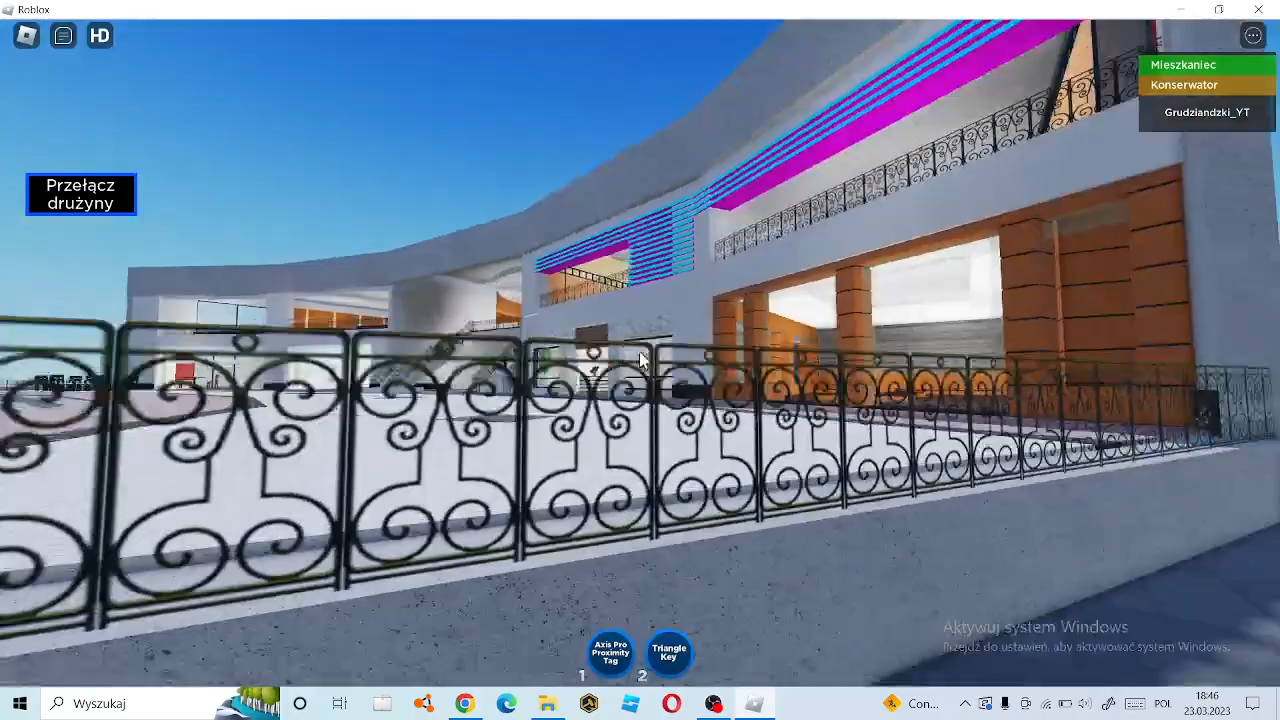 Roblox
HD
Mieszkaniec
Konserwator
Grudziandzki_YT
Przełącz
drużyny
Axis Pro
Proximity
Tag
Triangle
Key
1
2
Aktywuj system Windows
Przejdź do ustawień, aby aktywować system Windows.
Wyszukaj
Con...
POL
18:46
23.03.2023